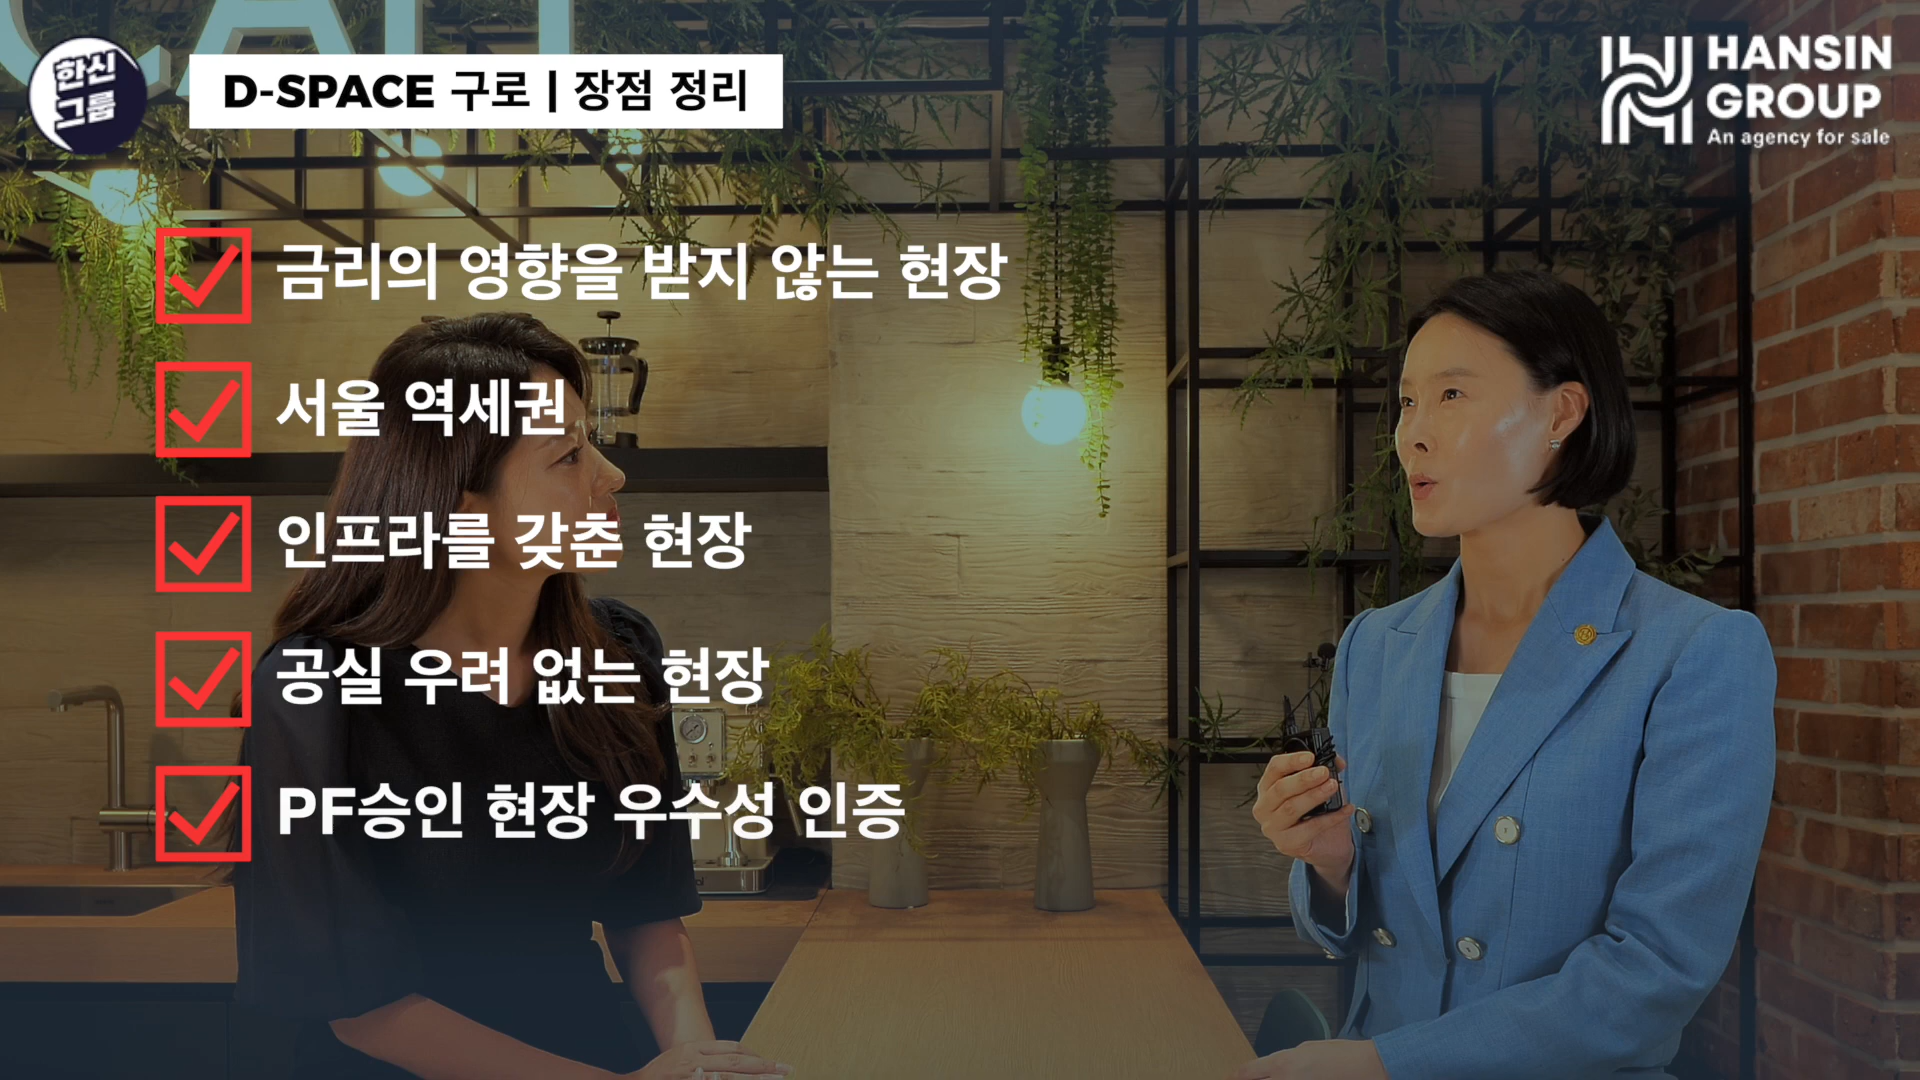 한신
그룹
D-SPACE 구로 | 장점 정리
HANSIN
GROUP
An agency for sale
금리의 영향을 받지 않는 현장
서울 역세권
인프라를 갖춘 현장
공실 우려 없는 현장
PF승인 현장 우수성 인증